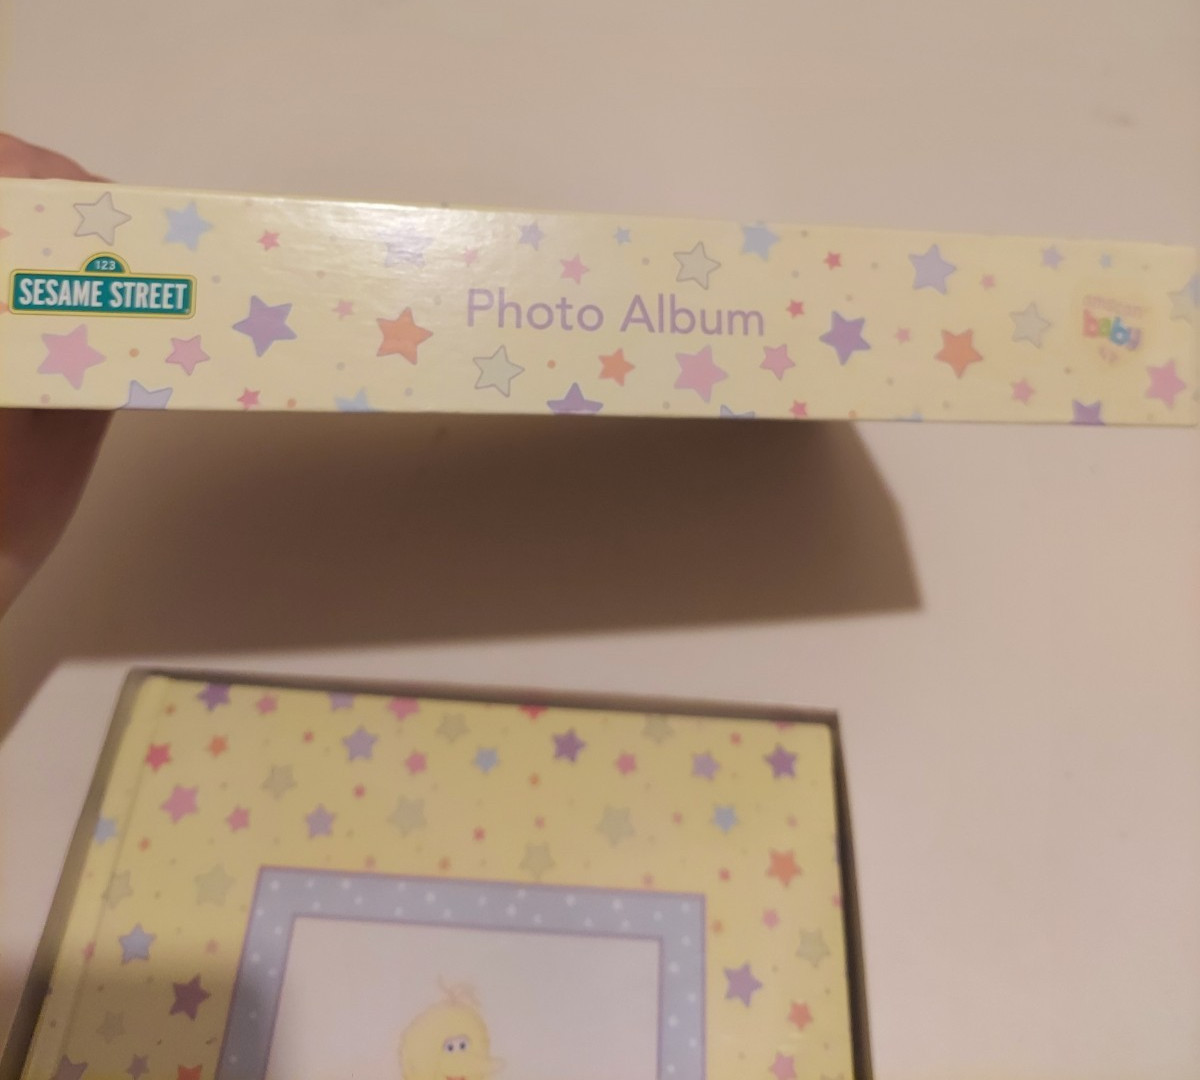 123
SESAME STREET
Photo Album
baby